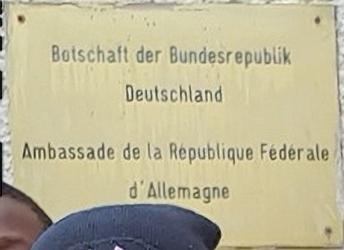 Botschaft der Bundesrepublik
Deutschland
Ambassade de la République Fédérale
d'Allemagne